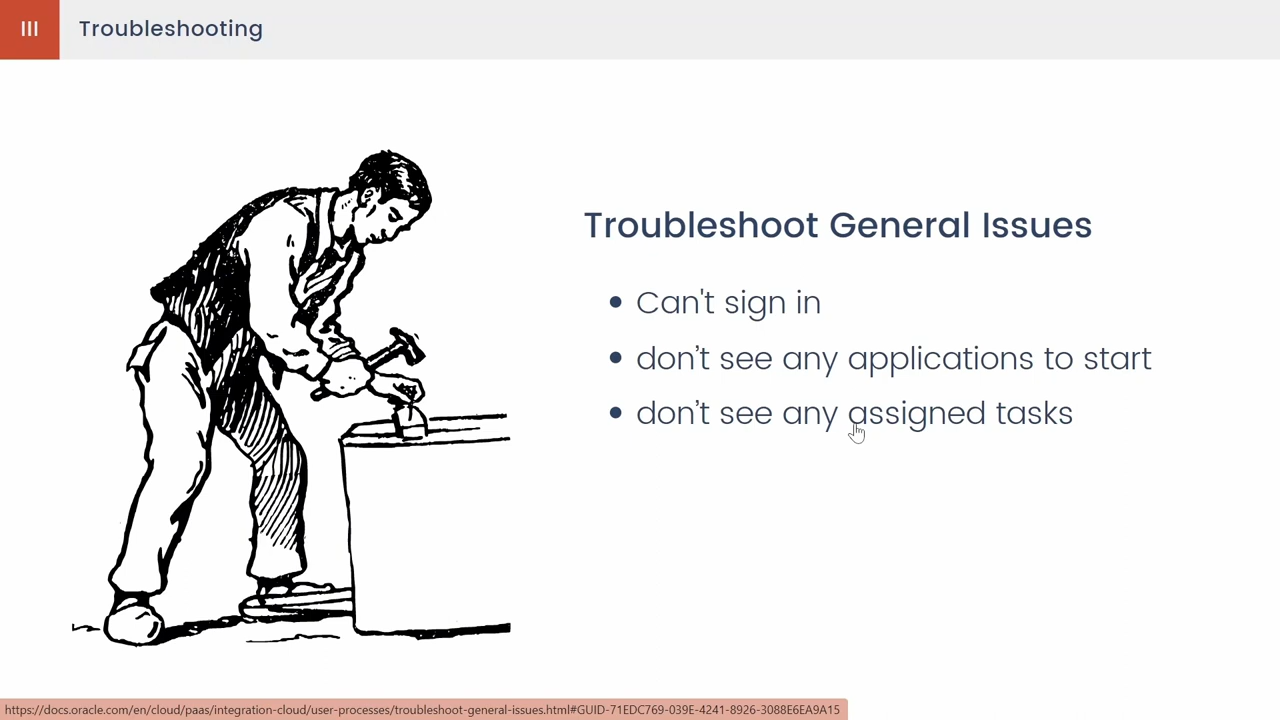 III Troubleshooting
Troubleshoot General Issues
• Can't sign in
• don’t see any applications to start
• don’t see any assigned tasks
https://docs.oracle.com/en/cloud/paas/integration-cloud/user-processes/troubleshoot-general-issues.html#GUID-71EDC769-039E-4241-8926-3088E6EA9A15